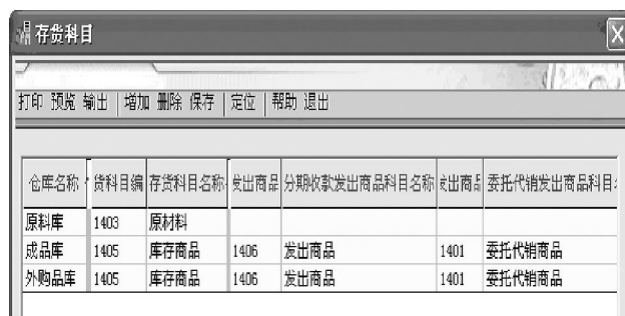 存货科目
打印 预览 输出 增加 删除 保存 定位 帮助 退出
仓库名称 货科目编 存货科目名称 发出商品 分期收款发出商品科目名称 发出商品 委托代销发出商品科目
原料库 1403 原材料
成品库 1405 库存商品 1406 发出商品 1401 委托代销商品
外购品库 1405 库存商品 1406 发出商品 1401 委托代销商品